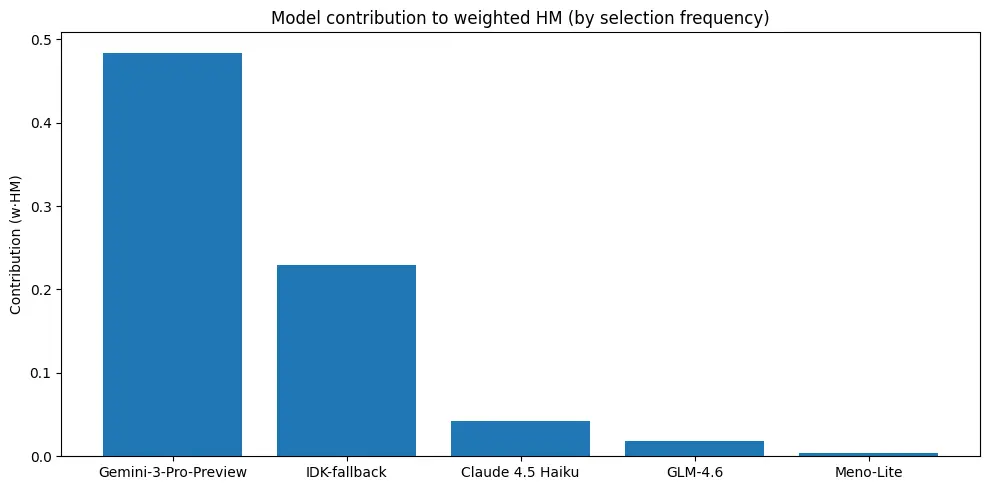 Model contribution to weighted HM (by selection frequency)
Contribution (w·HM)
0.5
0.4
0.3
0.2
0.1
0.0
Gemini-3-Pro-Preview IDK-fallback Claude 4.5 Haiku GLM-4.6 Meno-Lite